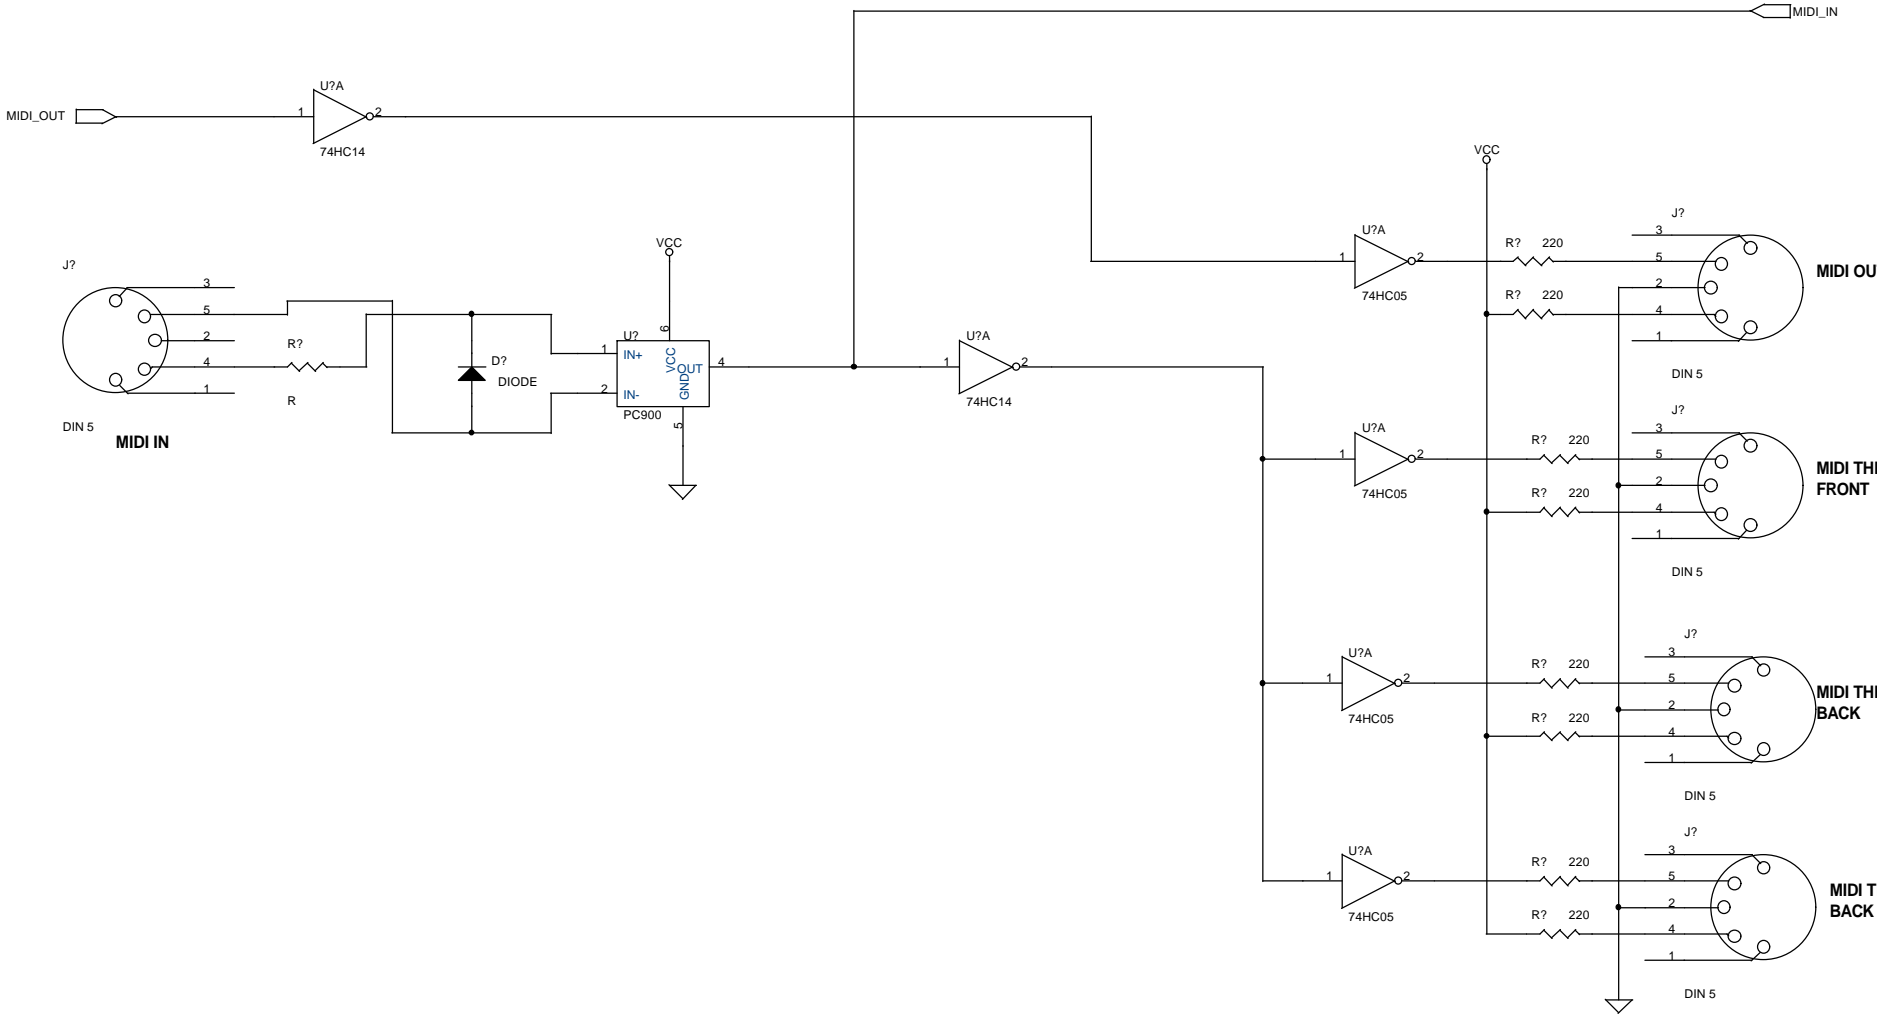 MIDI_IN
U?A
MIDI_OUT
1
2
74HC14
VCC
J?
U?A
3
R? 220
5
1
2
2
74HC05
R? 220
4
1
MIDI OU
DIN 5
VCC
J?
3
5
2
R?
4
1
R
DIN 5
MIDI IN
D?
DIODE
U?
6
1
IN+
VCC
OUT
4
2
IN-
GND
PC900
5
U?A
1
2
74HC14
J?
U?A
3
R? 220
5
1
2
2
74HC05
R? 220
4
1
MIDI THI
FRONT
DIN 5
J?
U?A
3
R? 220
5
1
2
2
74HC05
R? 220
4
1
MIDI THI
BACK
DIN 5
J?
U?A
3
R? 220
5
1
2
2
74HC05
R? 220
4
1
MIDI T
BACK
DIN 5